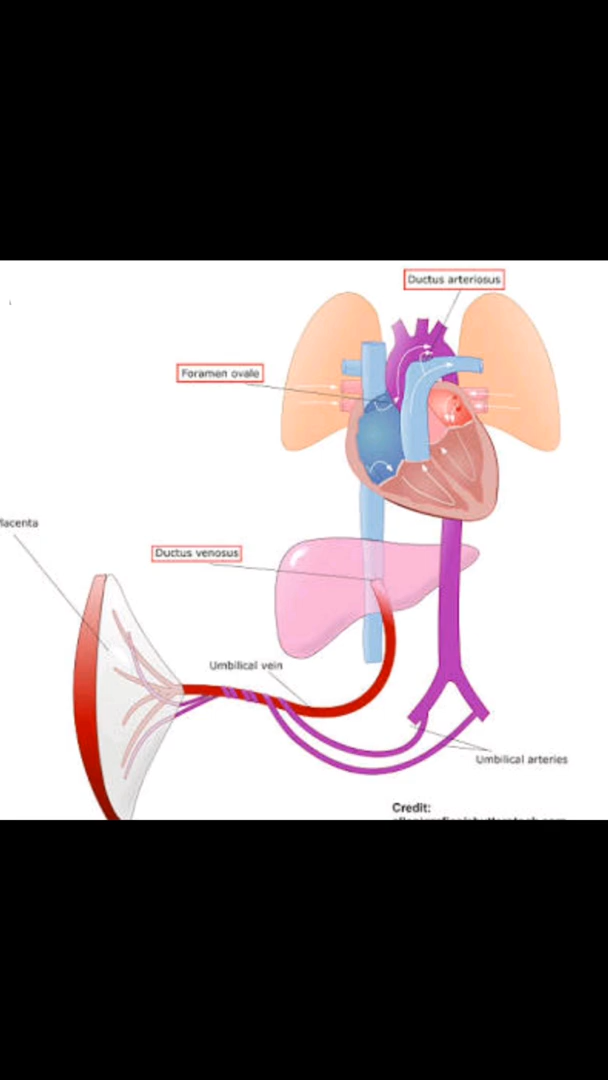 Ductus arteriosus
Foramen ovale
lacenta
Ductus venosus
Umbilical vein
Umbilical arteries
Credit: